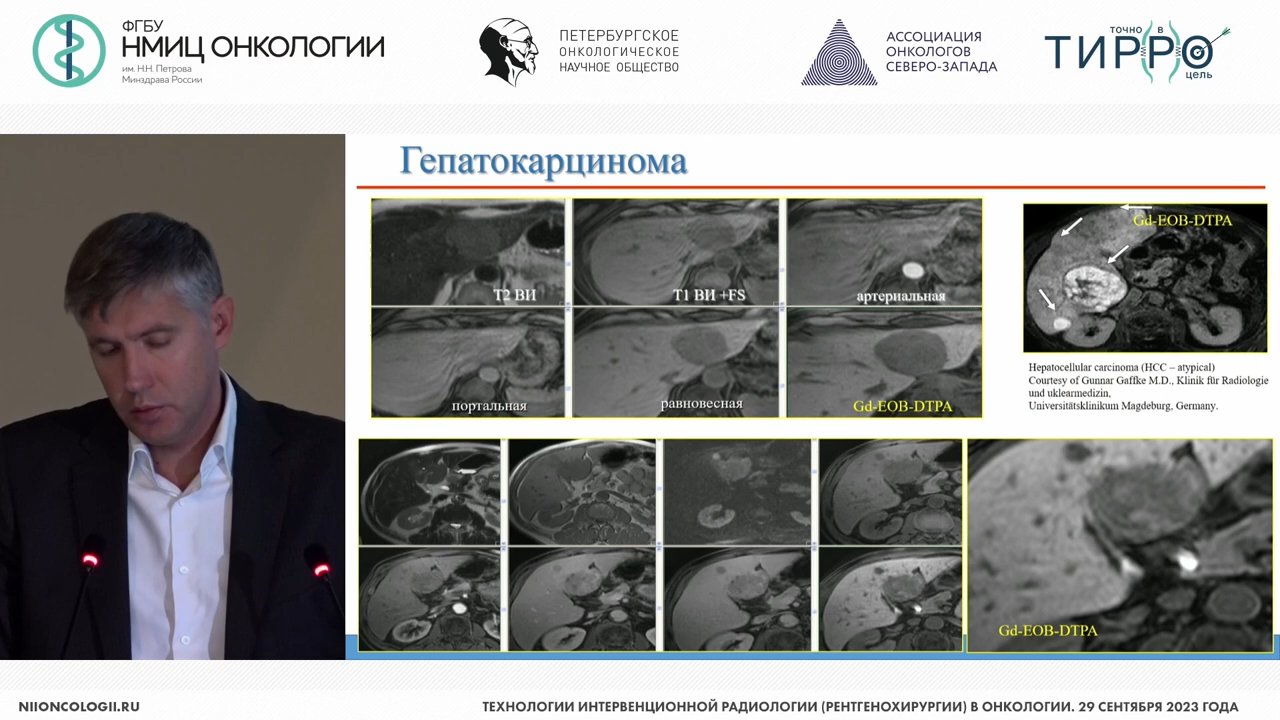 ФГБУ
НМИЦ ОНКОЛОГИИ
им. Н.Н. Петрова
Минздрава России
ПЕТЕРБУРГСКОЕ
ОНКОЛОГИЧЕСКОЕ
НАУЧНОЕ ОБЩЕСТВО
АССОЦИАЦИЯ
ОНКОЛОГОВ
СЕВЕРО-ЗАПАДА
ТОЧНО В
ТИРРО
цель
Гепатокарцинома
T2 ВИ
T1 ВИ +FS
артериальная
портальная
равновесная
Gd-EOB-DTPA
Gd-EOB-DTPA
Hepatocellular carcinoma (HCC – atypical)
Courtesy of Gunnar Gaffke M.D., Klinik für Radiologie
und uklearmedizin,
Universitätsklinikum Magdeburg, Germany.
Gd-EOB-DTPA
NIIONCOLOGII.RU
ТЕХНОЛОГИИ ИНТЕРВЕНЦИОННОЙ РАДИОЛОГИИ (РЕНТГЕНОХИРУРГИИ) В ОНКОЛОГИИ. 29 СЕНТЯБРЯ 2023 ГОДА